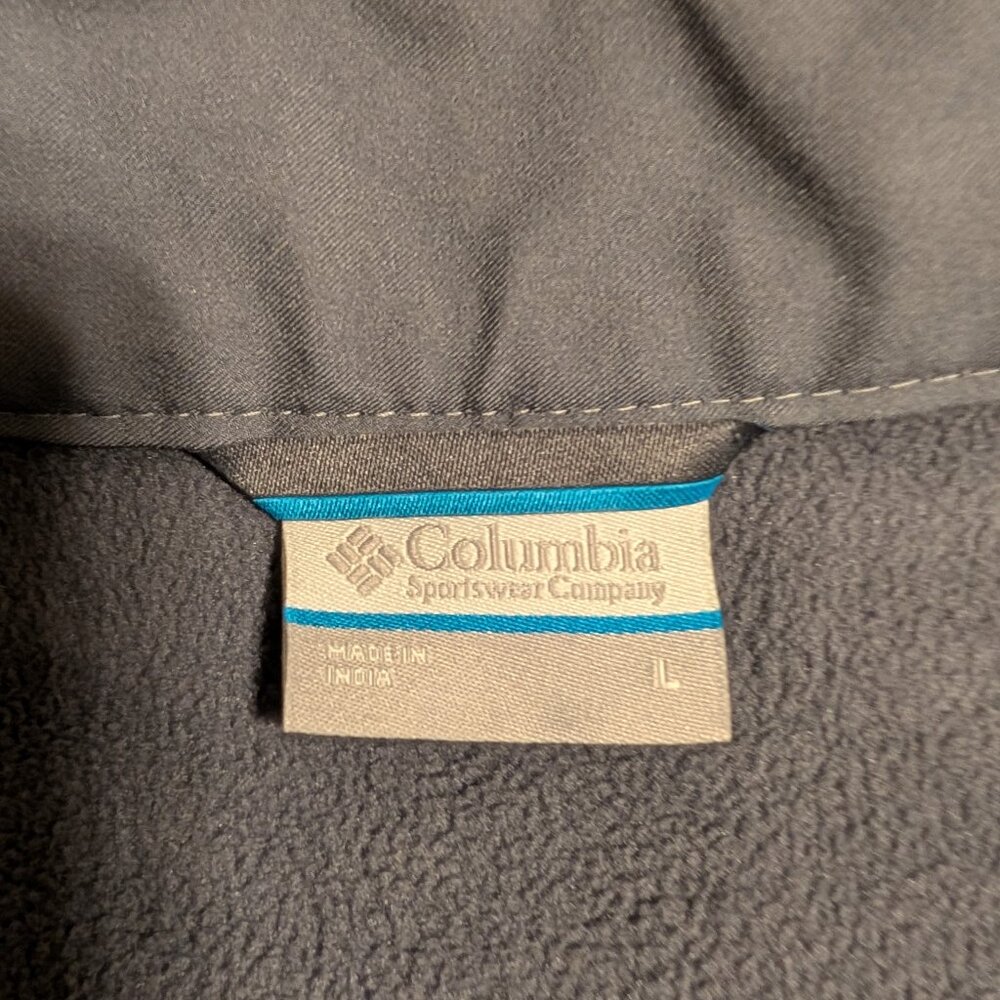 Columbia
Sportswear Company
MADE IN
INDIA
L